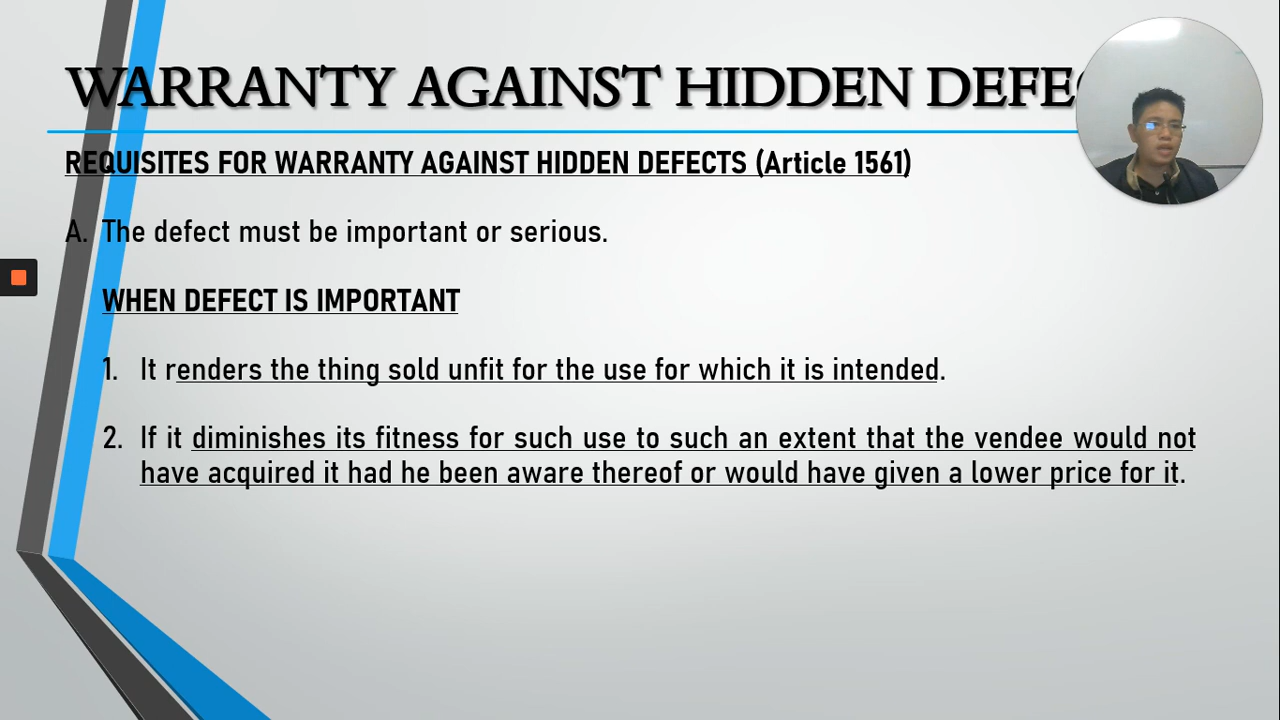 WARRANTY AGAINST HIDDEN
REQUISITES FOR WARRANTY AGAINST HIDDEN DEFECTS (Article 1561)
A. The defect must be important or serious.
WHEN DEFECT IS IMPORTANT
1. It renders the thing sold unfit for the use for which it is intended.
2. If it diminishes its fitness for such use to such an extent that the vendee would not
have acquired it had he been aware thereof or would have given a lower price for it.